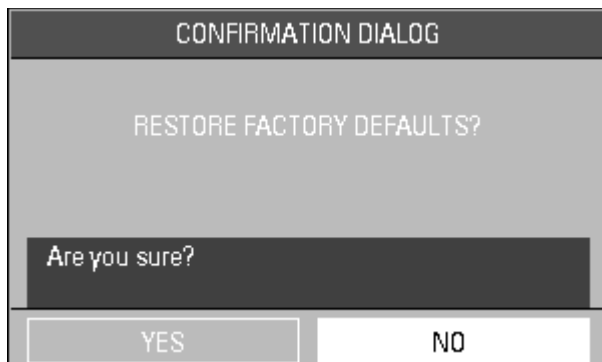 CONFIRMATION DIALOG
RESTORE FACTORY DEFAULTS?
Are you sure?
YES NO